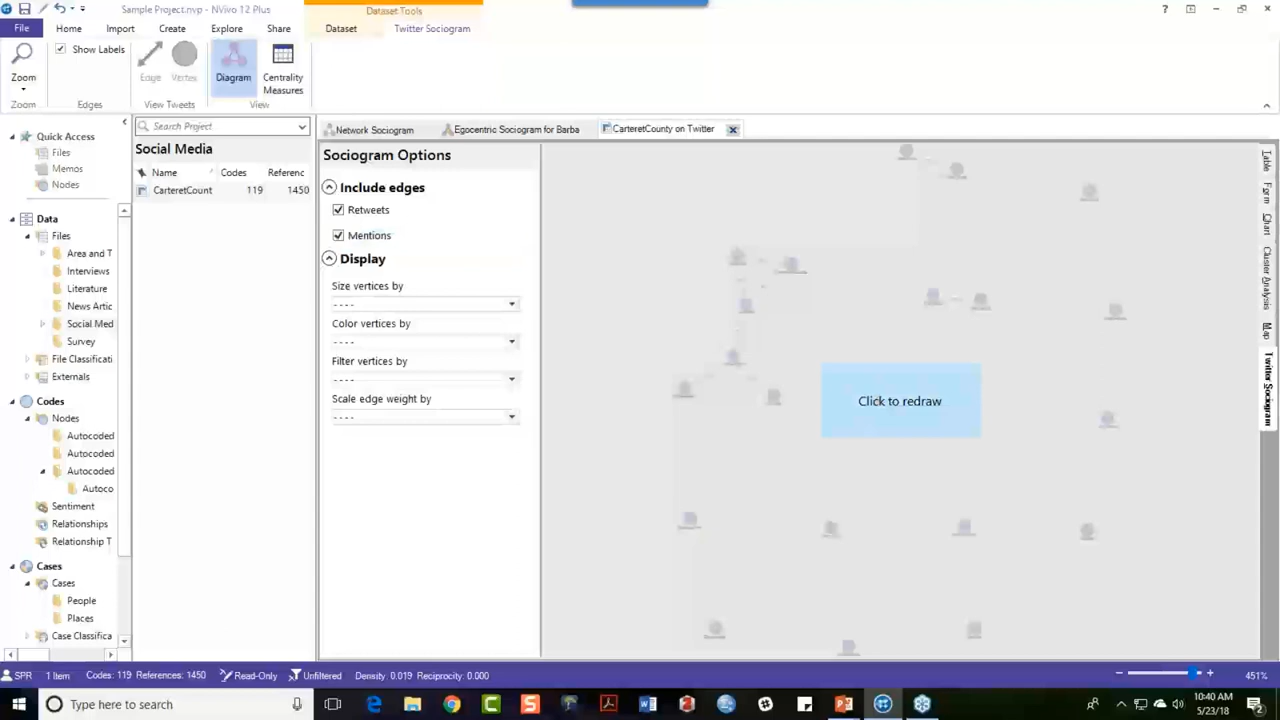 Sample Project.nvp - NVivo 12 Plus
Dataset Tools
File
Home
Import
Create
Explore
Share
Dataset
Twitter Sociogram
Show Labels
Zoom
Edge
Vertex
Diagram
Centrality
Measures
Zoom
Edges
View Tweets
View
Quick Access
Files
Memos
Nodes
Data
Files
Area and T
Interviews
Literature
News Artic
Social Med
Survey
File Classificati
Externals
Codes
Nodes
Autocoded
Autocoded
Autocoded
Autoco
Sentiment
Relationships
Relationship T
Cases
Cases
People
Places
Case Classifica
Search Project
Social Media
Name
Codes
Referenc
CarteretCount
119
1450
Network Sociogram
Egocentric Sociogram for Barba
CarteretCounty on Twitter
Sociogram Options
Include edges
Retweets
Mentions
Display
Size vertices by
----
Color vertices by
----
Filter vertices by
----
Scale edge weight by
----
Click to redraw
Table
Form
Chart
Cluster Analysis
Map
Twitter Sociogram
SPR
1 Item
Codes: 119
References: 1450
Read-Only
Unfiltered
Density: 0.019
Reciprocity: 0.000
451%
Type here to search
10:40 AM
5/23/18